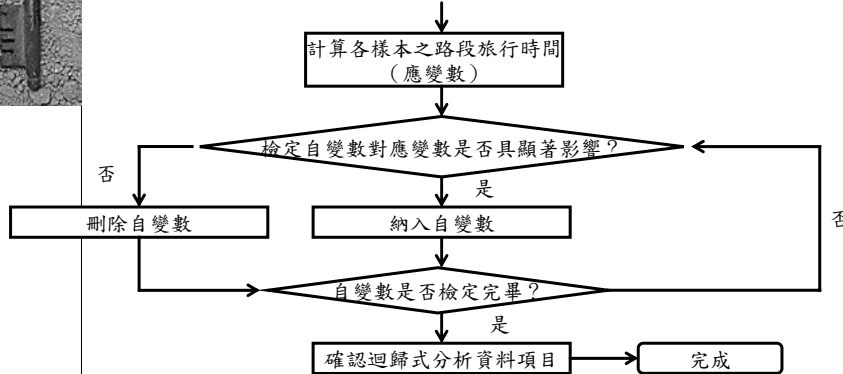 計算各樣本之路段旅行時間
（應變數）
檢定自變數對應變數是否具顯著影響？
否
是
刪除自變數
納入自變數
否
自變數是否檢定完畢？
是
確認迴歸式分析資料項目
完成